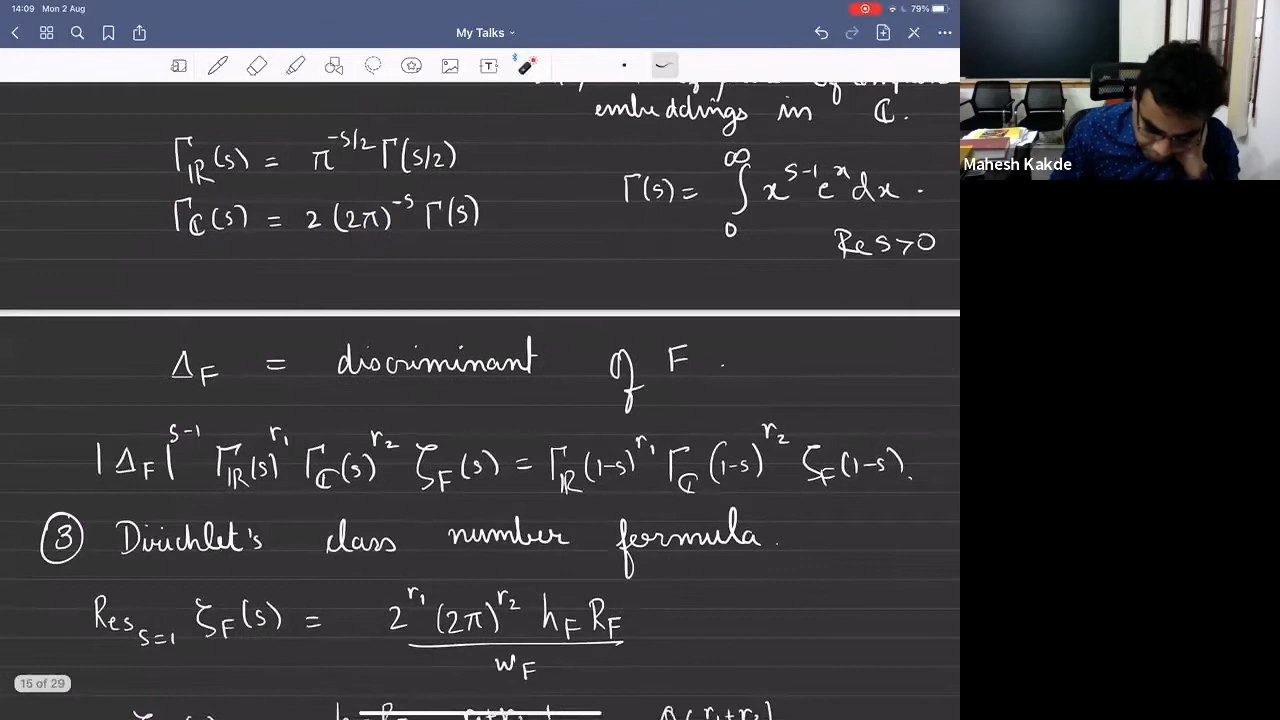 14:09 Mon 2 Aug
79%
My Talks
embeddings in ℂ.
Γ_ℝ(s) = π^{-s/2} Γ(s/2)
Γ(s) = ∫_0^∞ x^{s-1} e^x dx .
Γ_ℂ(s) = 2 (2π)^{-s} Γ(s)
Re s > 0
Δ_F = discriminant of F .
|Δ_F|^{s-1} Γ_ℝ(s)^{r_1} Γ_ℂ(s)^{r_2} ζ_F(s) = Γ_ℝ(1-s)^{r_1} Γ_ℂ(1-s)^{r_2} ζ_F(1-s).
③ Dirichlet's class number formula.
Res_{s=1} ζ_F(s) = 2^{r_1} (2π)^{r_2} h_F R_F / w_F
15 of 29
Mahesh Kakde